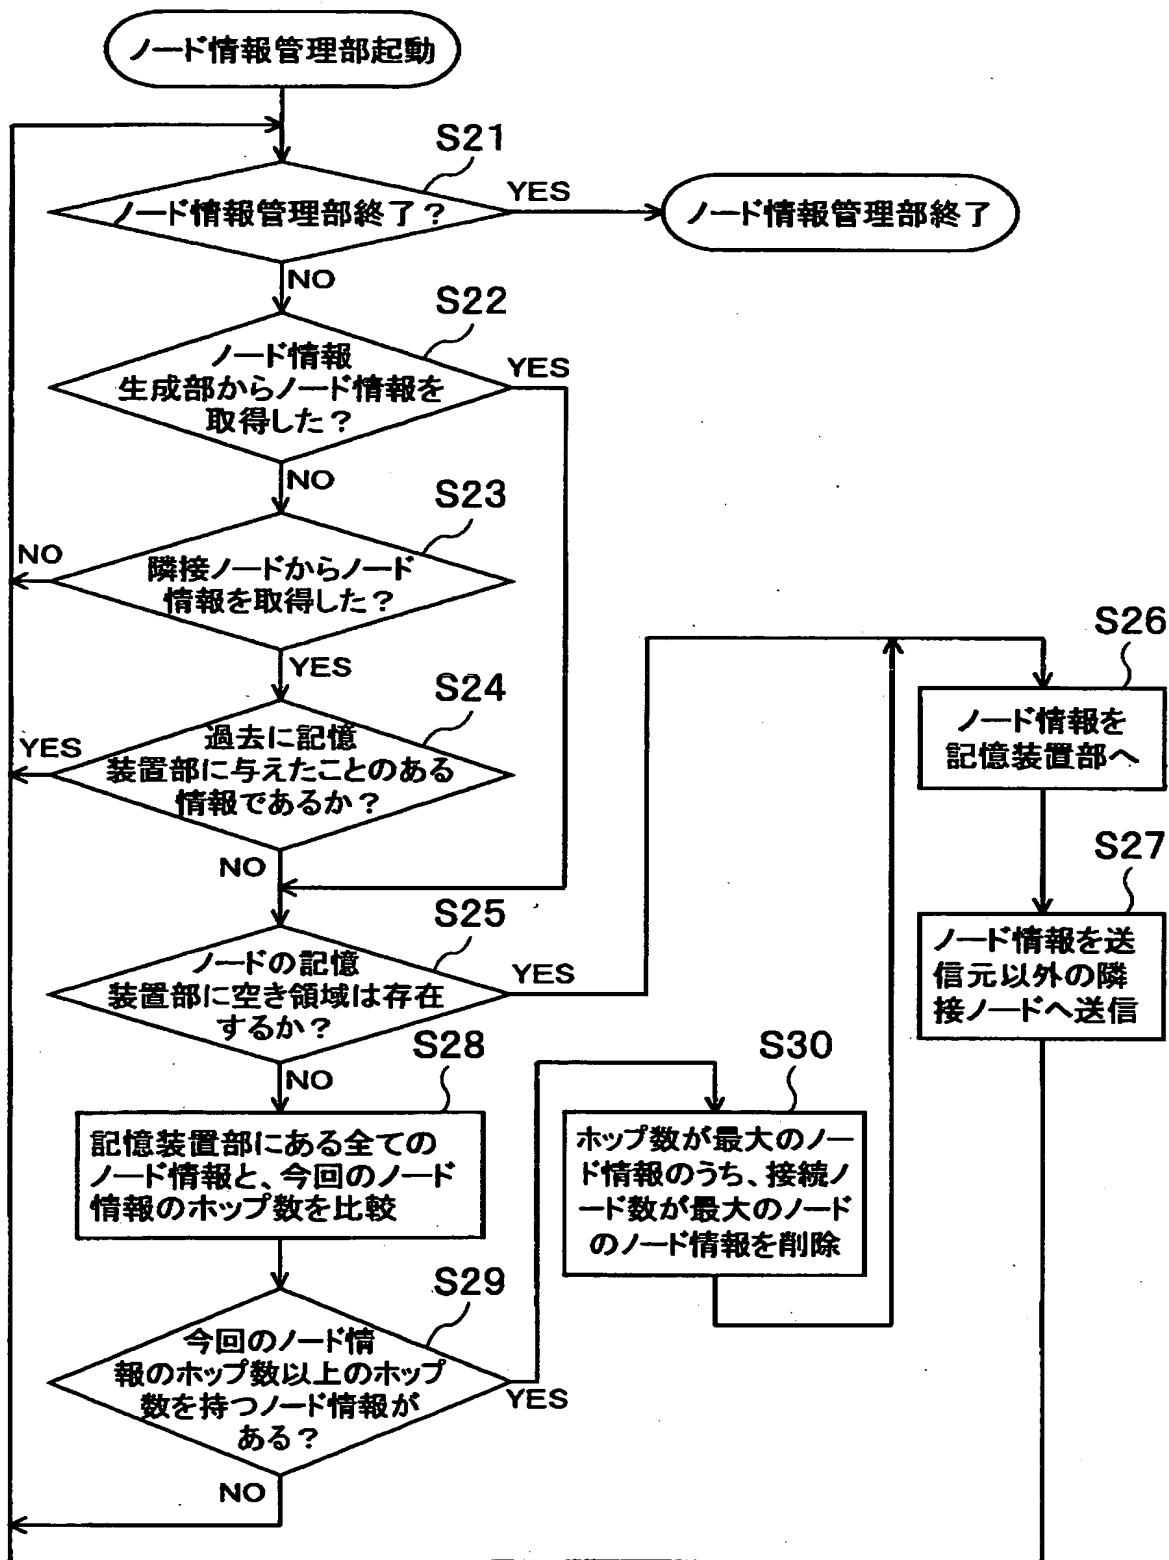 ノード情報管理部起動
S21
ノード情報管理部終了？
YES
ノード情報管理部終了
NO
S22
ノード情報
生成部からノード情報を
取得した？
YES
NO
S23
隣接ノードからノード
情報を取得した？
NO
YES
S24
過去に記憶
装置部に与えたことのある
情報であるか？
YES
NO
S25
ノードの記憶
装置部に空き領域は存在
するか？
YES
NO
S26
ノード情報を
記憶装置部へ
S27
ノード情報を送
信元以外の隣
接ノードへ送信
S28
記憶装置部にある全ての
ノード情報と、今回のノード
情報のホップ数を比較
S29
今回のノード情
報のホップ数以上のホップ
数を持つノード情報が
ある？
YES
NO
S30
ホップ数が最大のノー
ド情報のうち、接続ノ
ード数が最大のノード
のノード情報を削除